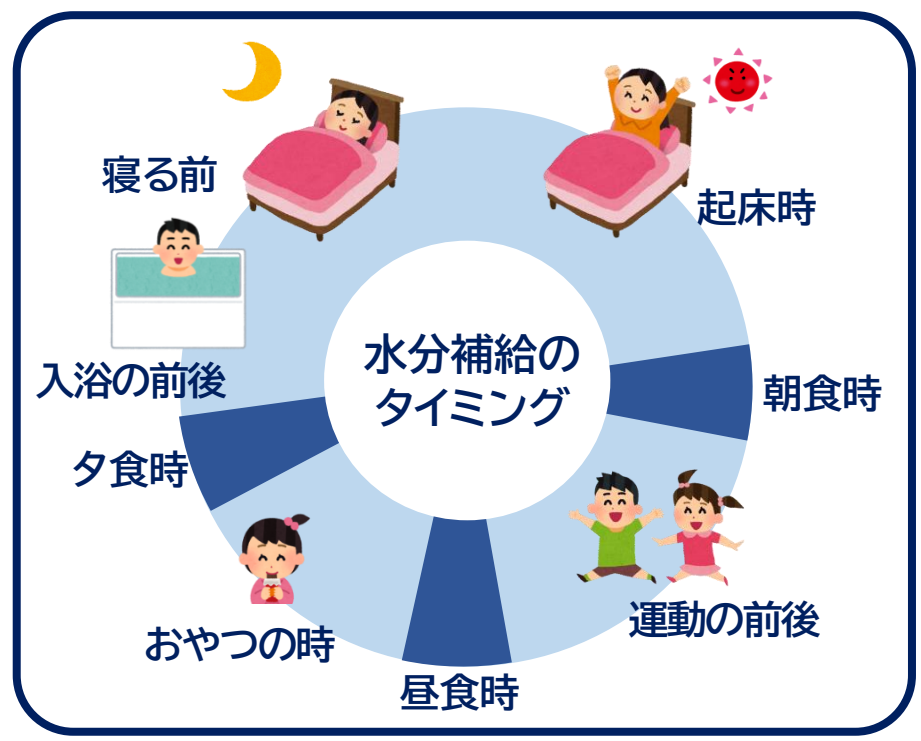 水分補給の
タイミング
起床時
朝食時
運動の前後
昼食時
おやつの時
夕食時
入浴の前後
寝る前